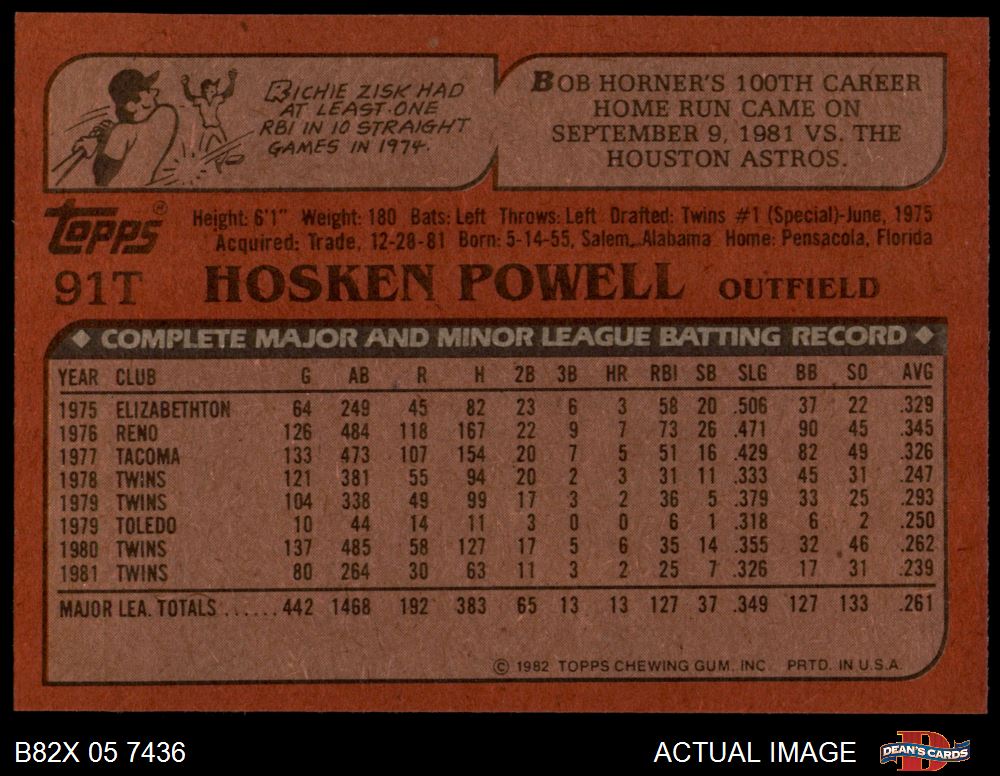 RICHIE ZISK HAD
AT LEAST ONE
RBI IN 10 STRAIGHT
GAMES IN 1974.
BOB HORNER'S 100TH CAREER
HOME RUN CAME ON
SEPTEMBER 9, 1981 VS. THE
HOUSTON ASTROS.
TOPPS®
Height: 6'1" Weight: 180 Bats: Left Throws: Left Drafted: Twins #1 (Special)-June, 1975
Acquired: Trade, 12-28-81 Born: 5-14-55, Salem, Alabama Home: Pensacola, Florida
91T HOSKEN POWELL OUTFIELD
◆ COMPLETE MAJOR AND MINOR LEAGUE BATTING RECORD ◆
YEAR CLUB G AB R H 2B 3B HR RBI SB SLG BB SO AVG
1975 ELIZABETHTON 64 249 45 82 23 6 3 58 20 .506 37 22 .329
1976 RENO 126 484 118 167 22 9 7 73 26 .471 90 45 .345
1977 TACOMA 133 473 107 154 20 7 5 51 16 .429 82 49 .326
1978 TWINS 121 381 55 94 20 2 3 31 11 .333 45 31 .247
1979 TWINS 104 338 49 99 17 3 2 36 5 .379 33 25 .293
1979 TOLEDO 10 44 14 11 3 0 0 6 1 .318 6 2 .250
1980 TWINS 137 485 58 127 17 5 6 35 14 .355 32 46 .262
1981 TWINS 80 264 30 63 11 3 2 25 7 .326 17 31 .239
MAJOR LEA. TOTALS ...... 442 1468 192 383 65 13 13 127 37 .349 127 133 .261
© 1982 TOPPS CHEWING GUM, INC. PRTD. IN U.S.A.
B82X 05 7436
ACTUAL IMAGE
D
DEAN'S CARDS